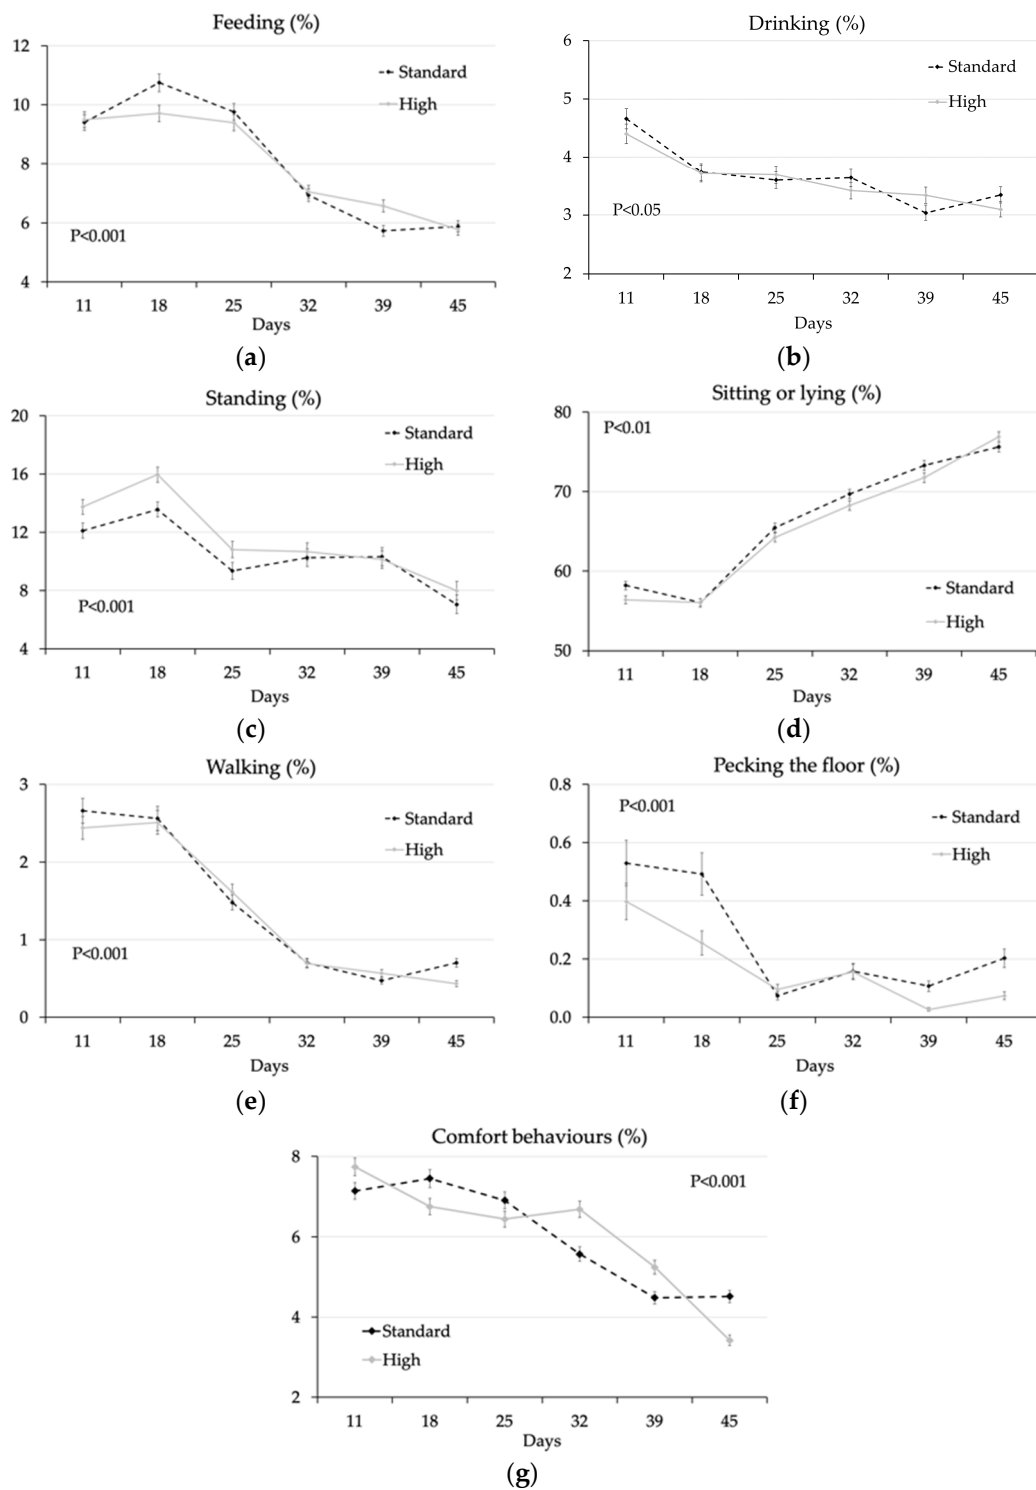 Feeding (%)
12
10
8
6
4
Standard
High
P<0.001
11 18 25 32 39 45
Days
(a)
Drinking (%)
6
5
4
3
2
Standard
High
P<0.05
11 18 25 32 39 45
Days
(b)
Standing (%)
20
16
12
8
4
Standard
High
P<0.001
11 18 25 32 39 45
Days
(c)
Sitting or lying (%)
80
70
60
50
P<0.01
Standard
High
11 18 25 32 39 45
Days
(d)
Walking (%)
3
2
1
0
Standard
High
P<0.001
11 18 25 32 39 45
Days
(e)
Pecking the floor (%)
0.8
0.6
0.4
0.2
0.0
P<0.001
Standard
High
11 18 25 32 39 45
Days
(f)
Comfort behaviours (%)
8
6
4
2
P<0.001
Standard
High
11 18 25 32 39 45
Days
(g)